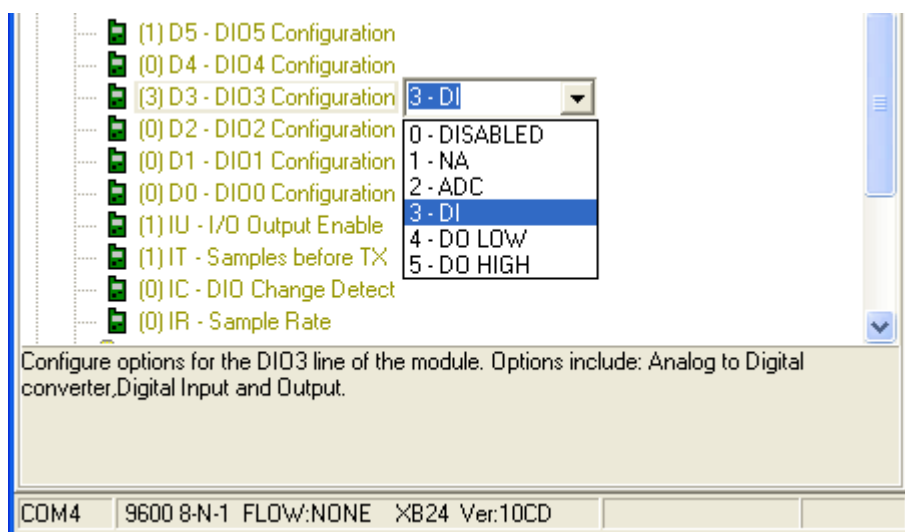 (1) D5 - DIO5 Configuration
(0) D4 - DIO4 Configuration
(3) D3 - DIO3 Configuration 3 - DI
(0) D2 - DIO2 Configuration
(0) D1 - DIO1 Configuration
(0) D0 - DIO0 Configuration
(1) IU - I/O Output Enable
(1) IT - Samples before TX
(0) IC - DIO Change Detect
(0) IR - Sample Rate
0 - DISABLED
1 - NA
2 - ADC
3 - DI
4 - DO LOW
5 - DO HIGH
Configure options for the DIO3 line of the module. Options include: Analog to Digital
converter,Digital Input and Output.
COM4 9600 8-N-1 FLOW:NONE XB24 Ver:10CD